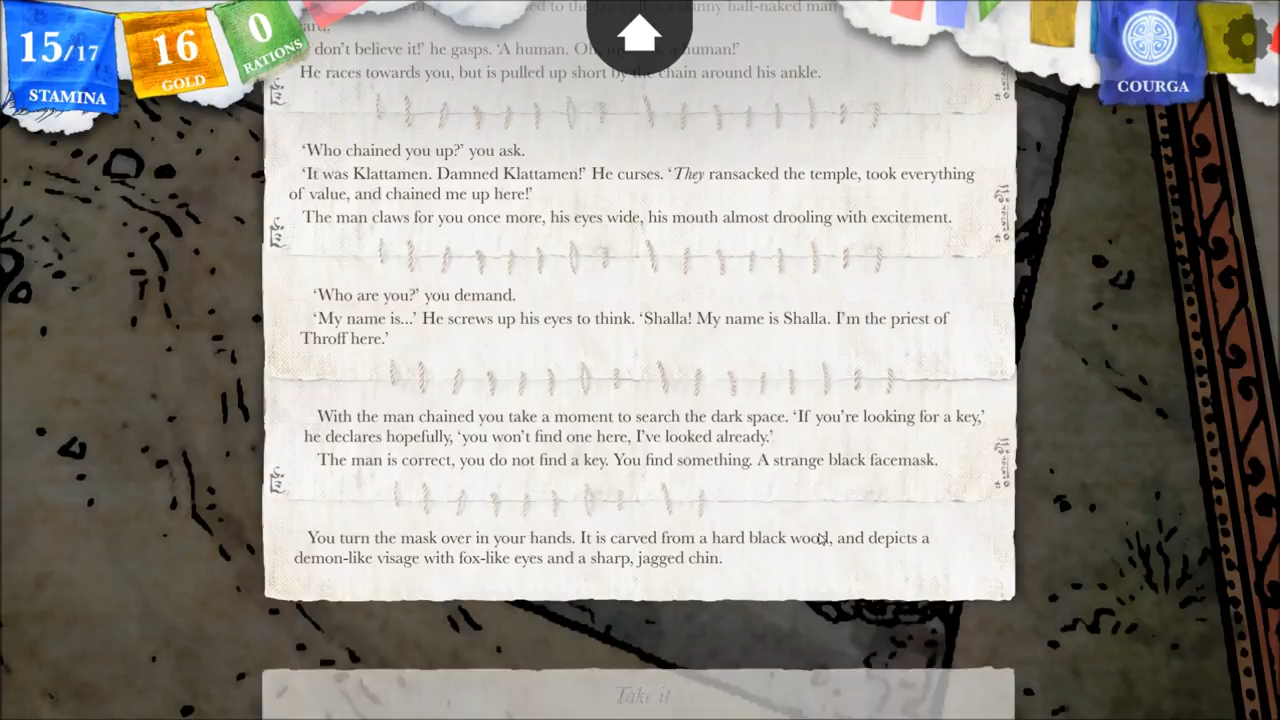 15/17
STAMINA
16
GOLD
0
RATIONS
COURGA
don't believe it!' he gasps. 'A human. human!'
He races towards you, but is pulled up short by the chain around his ankle.
'Who chained you up?' you ask.
'It was Klattamen. Damned Klattamen!' He curses. 'They ransacked the temple, took everything
of value, and chained me up here!'
The man claws for you once more, his eyes wide, his mouth almost drooling with excitement.
'Who are you?' you demand.
'My name is...' He screws up his eyes to think. 'Shalla! My name is Shalla. I'm the priest of
Throff here.'
With the man chained you take a moment to search the dark space. 'If you're looking for a key,'
he declares hopefully, 'you won't find one here, I've looked already.'
The man is correct, you do not find a key. You find something. A strange black facemask.
You turn the mask over in your hands. It is carved from a hard black wood, and depicts a
demon-like visage with fox-like eyes and a sharp, jagged chin.
Take it